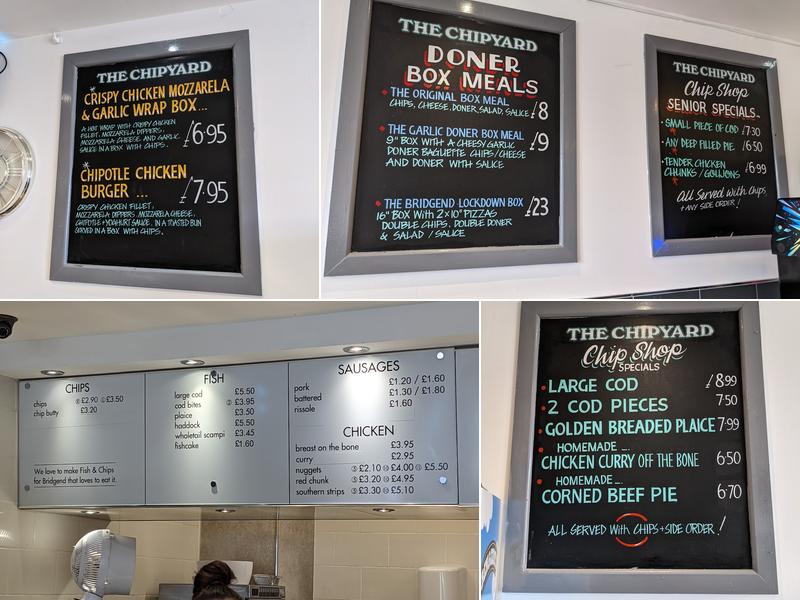 THE CHIPYARD
*CRISPY CHICKEN MOZZARELA
& GARLIC WRAP BOX...
A HOT WRAP WITH CRISPY CHICKEN
FILLET, MOZZARELA DIPPERS,
MOZZARELA CHEESE AND GARLIC
SAUCE IN A BOX WITH CHIPS.
£6·95
*CHIPOTLE CHICKEN
BURGER ...
£7·95
CRISPY CHICKEN FILLET,
MOZZARELA DIPPERS, MOZZARELA CHEESE,
CHIPOTLE + YOGHURT SAUCE, IN A TOASTED BUN
SERVED IN A BOX WITH CHIPS.
THE CHIPYARD
DONER
BOX MEALS
• THE ORIGINAL BOX MEAL
CHIPS, CHEESE, DONER, SALAD, SAUCE £8
• THE GARLIC DONER BOX MEAL
9" BOX WITH A CHEESY GARLIC £9
DONER BAGUETTE CHIPS/CHEESE
AND DONER WITH SAUCE
• THE BRIDGEND LOCKDOWN BOX £23
16" BOX WITH 2×10" PIZZAS
DOUBLE CHIPS, DOUBLE DONER
& SALAD / SAUCE
THE CHIPYARD
Chip Shop
SENIOR SPECIALS...
• SMALL PIECE OF COD £7·30
• ANY DEEP FILLED PIE £6·50
• TENDER CHICKEN
CHUNKS / GOUJONS £6·99
All Served with Chips
+ ANY SIDE ORDER!
CHIPS
chips £2.90 £3.50
chip butty £3.20
We love to make Fish & Chips
for Bridgend that loves to eat it.
FISH
large cod £5.50
cod bites £3.95
plaice £3.50
haddock £5.50
wholetail scampi £3.45
fishcake £1.60
SAUSAGES
pork £1.20 / £1.60
battered £1.30 / £1.80
rissole £1.60
CHICKEN
breast on the bone £3.95
curry £2.95
nuggets £2.10 £4.00 £5.50
red chunk £3.20 £4.95
southern strips £3.30 £5.10
THE CHIPYARD
Chip Shop
SPECIALS
• LARGE COD £8·99
• 2 COD PIECES 7·50
• GOLDEN BREADED PLAICE 7·99
• HOMEMADE ...
CHICKEN CURRY OFF THE BONE 6·50
• HOMEMADE ...
CORNED BEEF PIE 6·70
ALL SERVED With CHIPS + SIDE ORDER!